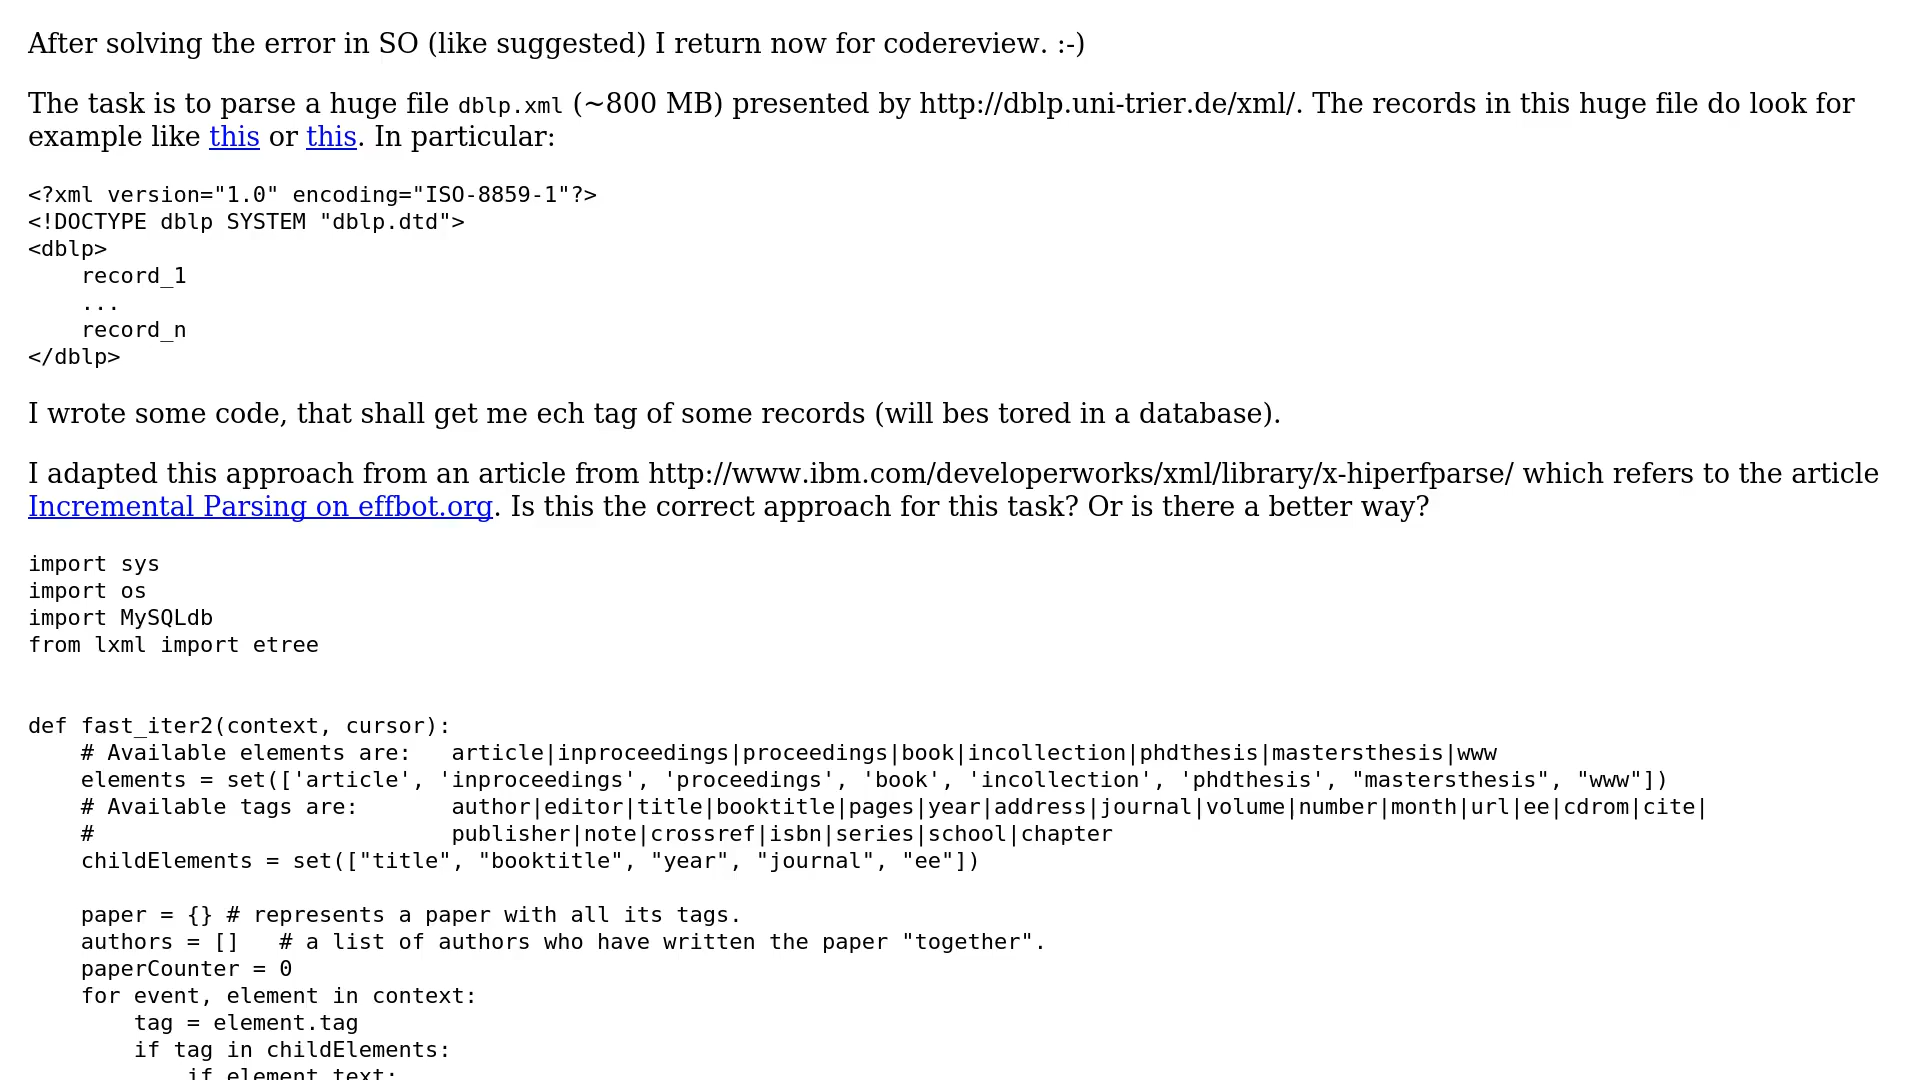 After solving the error in SO (like suggested) I return now for codereview. :-)
The task is to parse a huge file dblp.xml (~800 MB) presented by http://dblp.uni-trier.de/xml/. The records in this huge file do look for
example like this or this. In particular:
<?xml version="1.0" encoding="ISO-8859-1"?>
<!DOCTYPE dblp SYSTEM "dblp.dtd">
<dblp>
    record_1
    ...
    record_n
</dblp>
I wrote some code, that shall get me ech tag of some records (will bes tored in a database).
I adapted this approach from an article from http://www.ibm.com/developerworks/xml/library/x-hiperfparse/ which refers to the article
Incremental Parsing on effbot.org. Is this the correct approach for this task? Or is there a better way?
import sys
import os
import MySQLdb
from lxml import etree
def fast_iter2(context, cursor):
    # Available elements are:   article|inproceedings|proceedings|book|incollection|phdthesis|mastersthesis|www
    elements = set(['article', 'inproceedings', 'proceedings', 'book', 'incollection', 'phdthesis', "mastersthesis", "www"])
    # Available tags are:       author|editor|title|booktitle|pages|year|address|journal|volume|number|month|url|ee|cdrom|cite|
    #                           publisher|note|crossref|isbn|series|school|chapter
    childElements = set(["title", "booktitle", "year", "journal", "ee"])
    paper = {} # represents a paper with all its tags.
    authors = []   # a list of authors who have written the paper "together".
    paperCounter = 0
    for event, element in context:
        tag = element.tag
        if tag in childElements:
            if element.text: